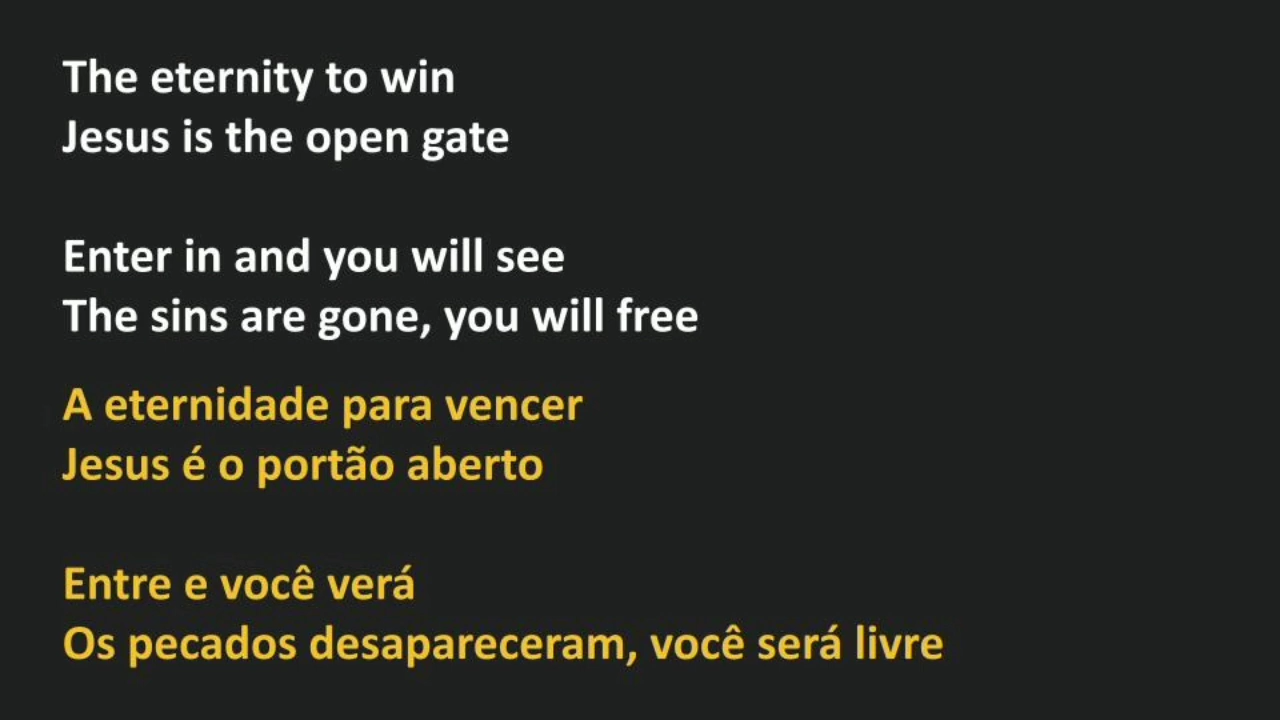 The eternity to win
Jesus is the open gate
Enter in and you will see
The sins are gone, you will free
A eternidade para vencer
Jesus é o portão aberto
Entre e você verá
Os pecados desapareceram, você será livre